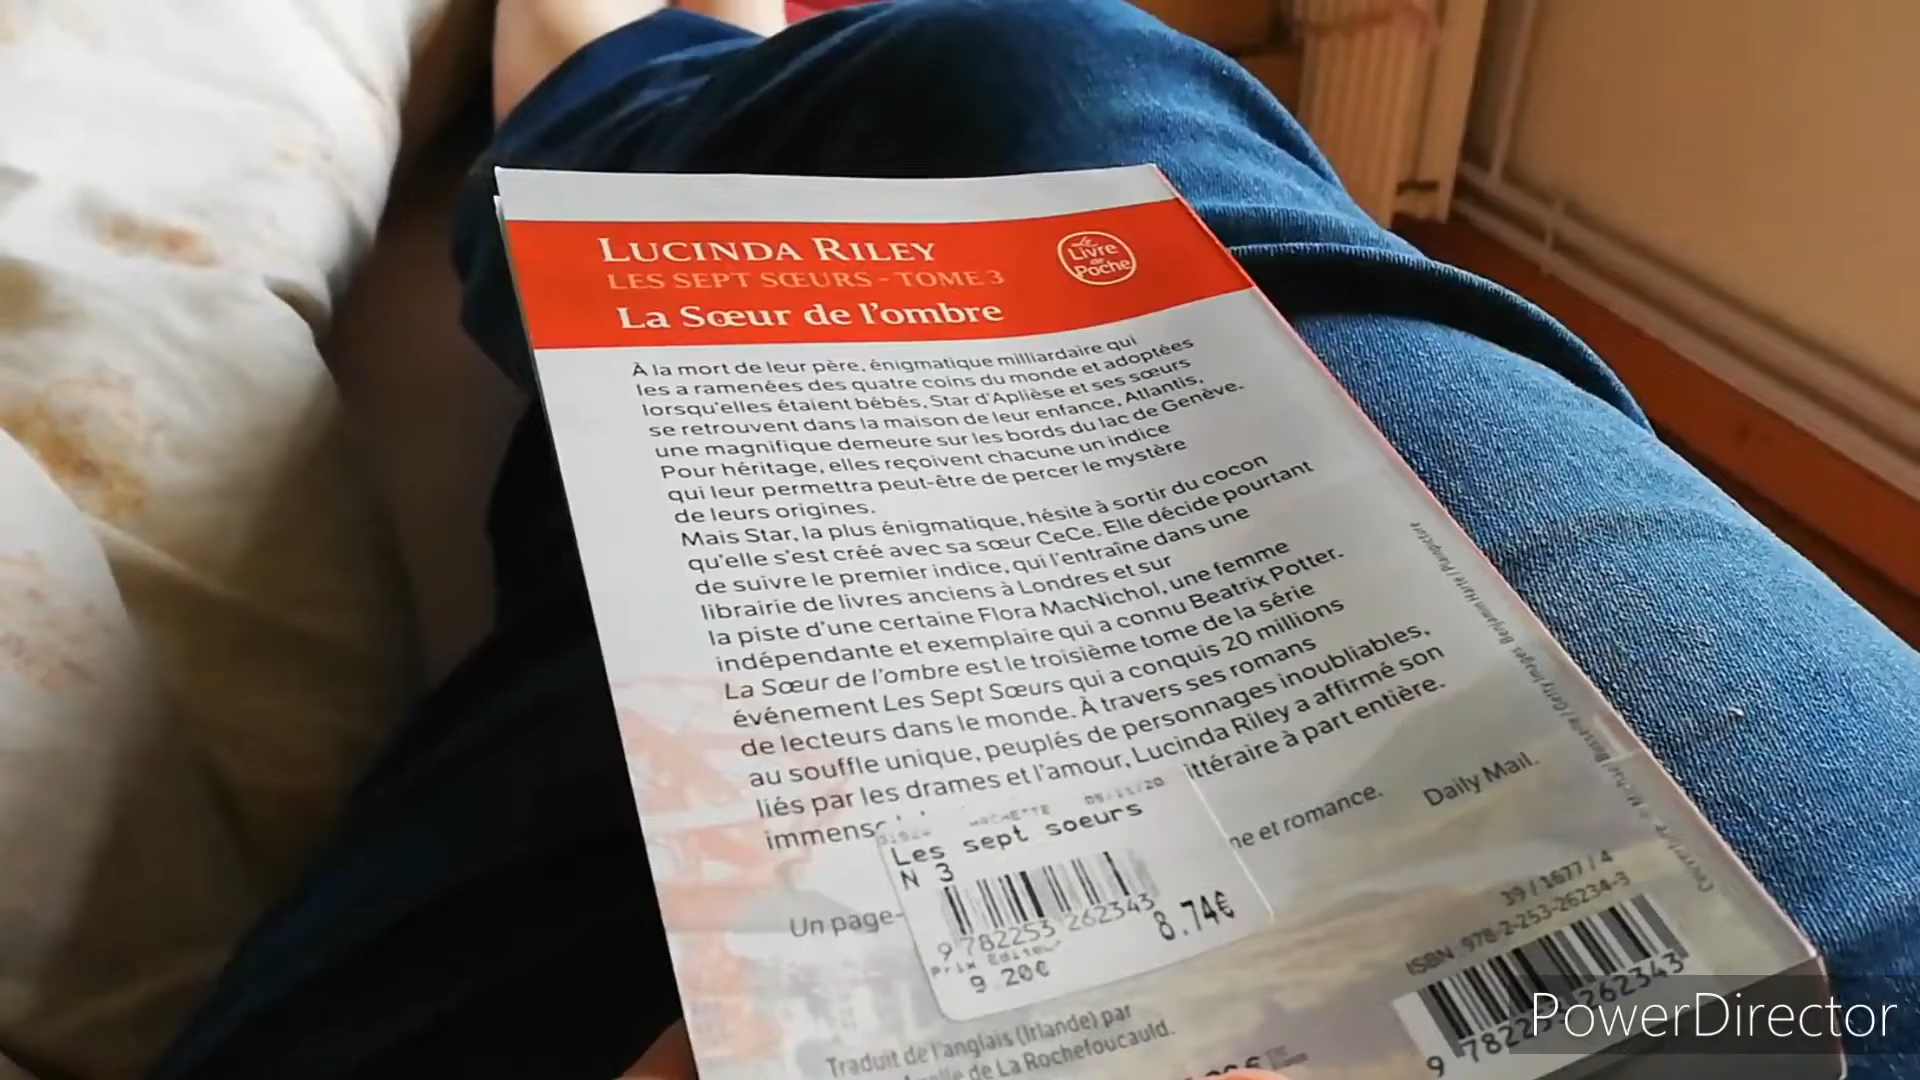 LUCINDA RILEY
LES SEPT SŒURS - TOME 3
La Sœur de l'ombre
Le
Livre
de
Poche
À la mort de leur père, énigmatique milliardaire qui
les a ramenées des quatre coins du monde et adoptées
lorsqu'elles étaient bébés, Star d'Aplièse et ses sœurs
se retrouvent dans la maison de leur enfance, Atlantis,
une magnifique demeure sur les bords du lac de Genève.
Pour héritage, elles reçoivent chacune un indice
qui leur permettra peut-être de percer le mystère
de leurs origines.
Mais Star, la plus énigmatique, hésite à sortir du cocon
qu'elle s'est créé avec sa sœur CeCe. Elle décide pourtant
de suivre le premier indice, qui l'entraîne dans une
librairie de livres anciens à Londres et sur
la piste d'une certaine Flora MacNichol, une femme
indépendante et exemplaire qui a connu Beatrix Potter.
La Sœur de l'ombre est le troisième tome de la série
événement Les Sept Sœurs qui a conquis 20 millions
de lecteurs dans le monde. À travers ses romans
au souffle unique, peuplés de personnages inoubliables,
liés par les drames et l'amour, Lucinda Riley a affirmé son
immens ittéraire à part entière.
HACHETTE 05/11/20
Les sept soeurs
N 3
9 782253 262343
8.74€
Prix Editeur
9.20€
Un page- ne et romance.
Daily Mail.
39 / 1677 / 4
ISBN 978-2-253-26234-3
Traduit de l'anglais (Irlande) par
de La Rochefoucauld.
Getty Images Benjamin Harte / Plainpicture
PowerDirector